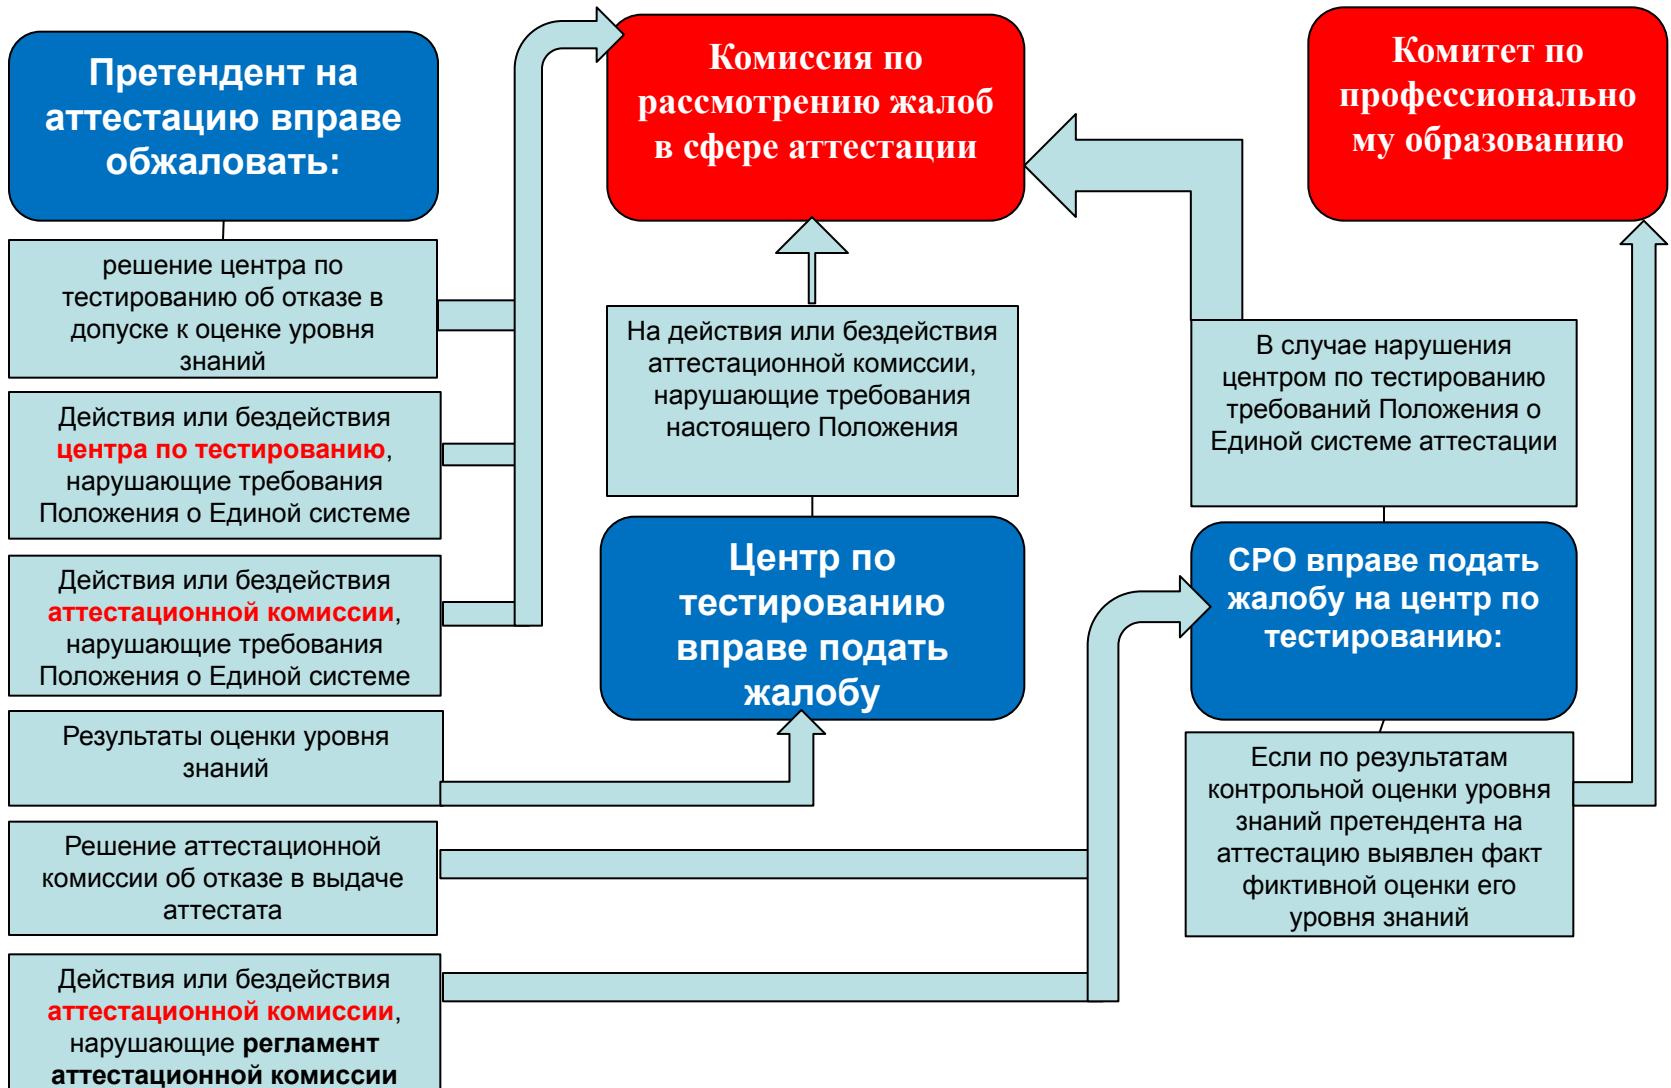 Претендент на
аттестацию вправе
обжаловать:
решение центра по
тестированию об отказе в
допуске к оценке уровня
знаний
Действия или бездействия
центра по тестированию,
нарушающие требования
Положения о Единой системе
Действия или бездействия
аттестационной комиссии,
нарушающие требования
Положения о Единой системе
Результаты оценки уровня
знаний
Решение аттестационной
комиссии об отказе в выдаче
аттестата
Действия или бездействия
аттестационной комиссии,
нарушающие регламент
аттестационной комиссии
Комиссия по
рассмотрению жалоб
в сфере аттестации
На действия или бездействия
аттестационной комиссии,
нарушающие требования
настоящего Положения
Центр по
тестированию
вправе подать
жалобу
Комитет по
профессионально
му образованию
В случае нарушения
центром по тестированию
требований Положения о
Единой системе аттестации
СРО вправе подать
жалобу на центр по
тестированию:
Если по результатам
контрольной оценки уровня
знаний претендента на
аттестацию выявлен факт
фиктивной оценки его
уровня знаний